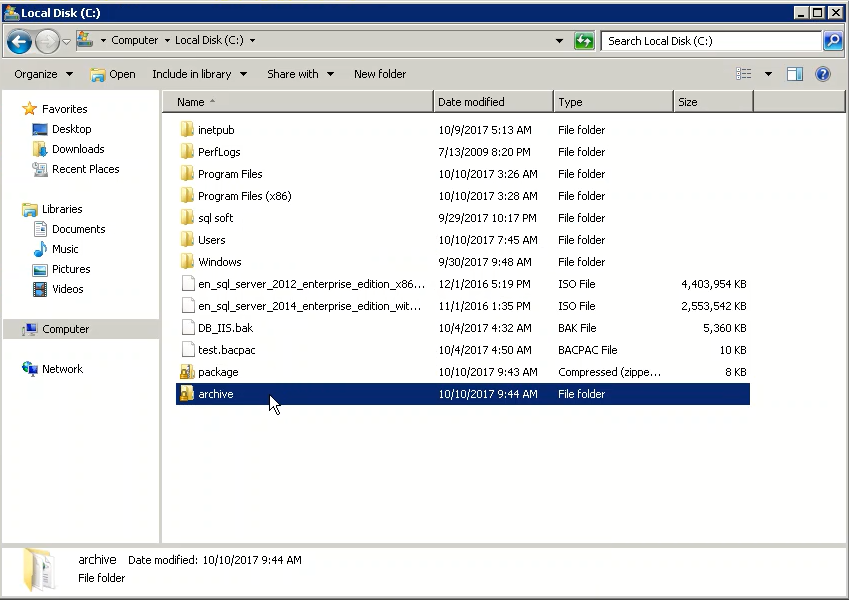 Local Disk (C:)
Computer Local Disk (C:) Search Local Disk (C:)
Organize Open Include in library Share with New folder
Favorites
Desktop
Downloads
Recent Places
Libraries
Documents
Music
Pictures
Videos
Computer
Network
Name Date modified Type Size
inetpub 10/9/2017 5:13 AM File folder
PerfLogs 7/13/2009 8:20 PM File folder
Program Files 10/10/2017 3:26 AM File folder
Program Files (x86) 10/10/2017 3:28 AM File folder
sql soft 9/29/2017 10:17 PM File folder
Users 10/10/2017 7:45 AM File folder
Windows 9/30/2017 9:48 AM File folder
en_sql_server_2012_enterprise_edition_x86... 12/1/2016 5:19 PM ISO File 4,403,954 KB
en_sql_server_2014_enterprise_edition_wit... 11/1/2016 1:35 PM ISO File 2,553,542 KB
DB_IIS.bak 10/4/2017 4:32 AM BAK File 5,360 KB
test.bacpac 10/4/2017 4:50 AM BACPAC File 10 KB
package 10/10/2017 9:43 AM Compressed (zippe... 8 KB
archive 10/10/2017 9:44 AM File folder
archive Date modified: 10/10/2017 9:44 AM
File folder